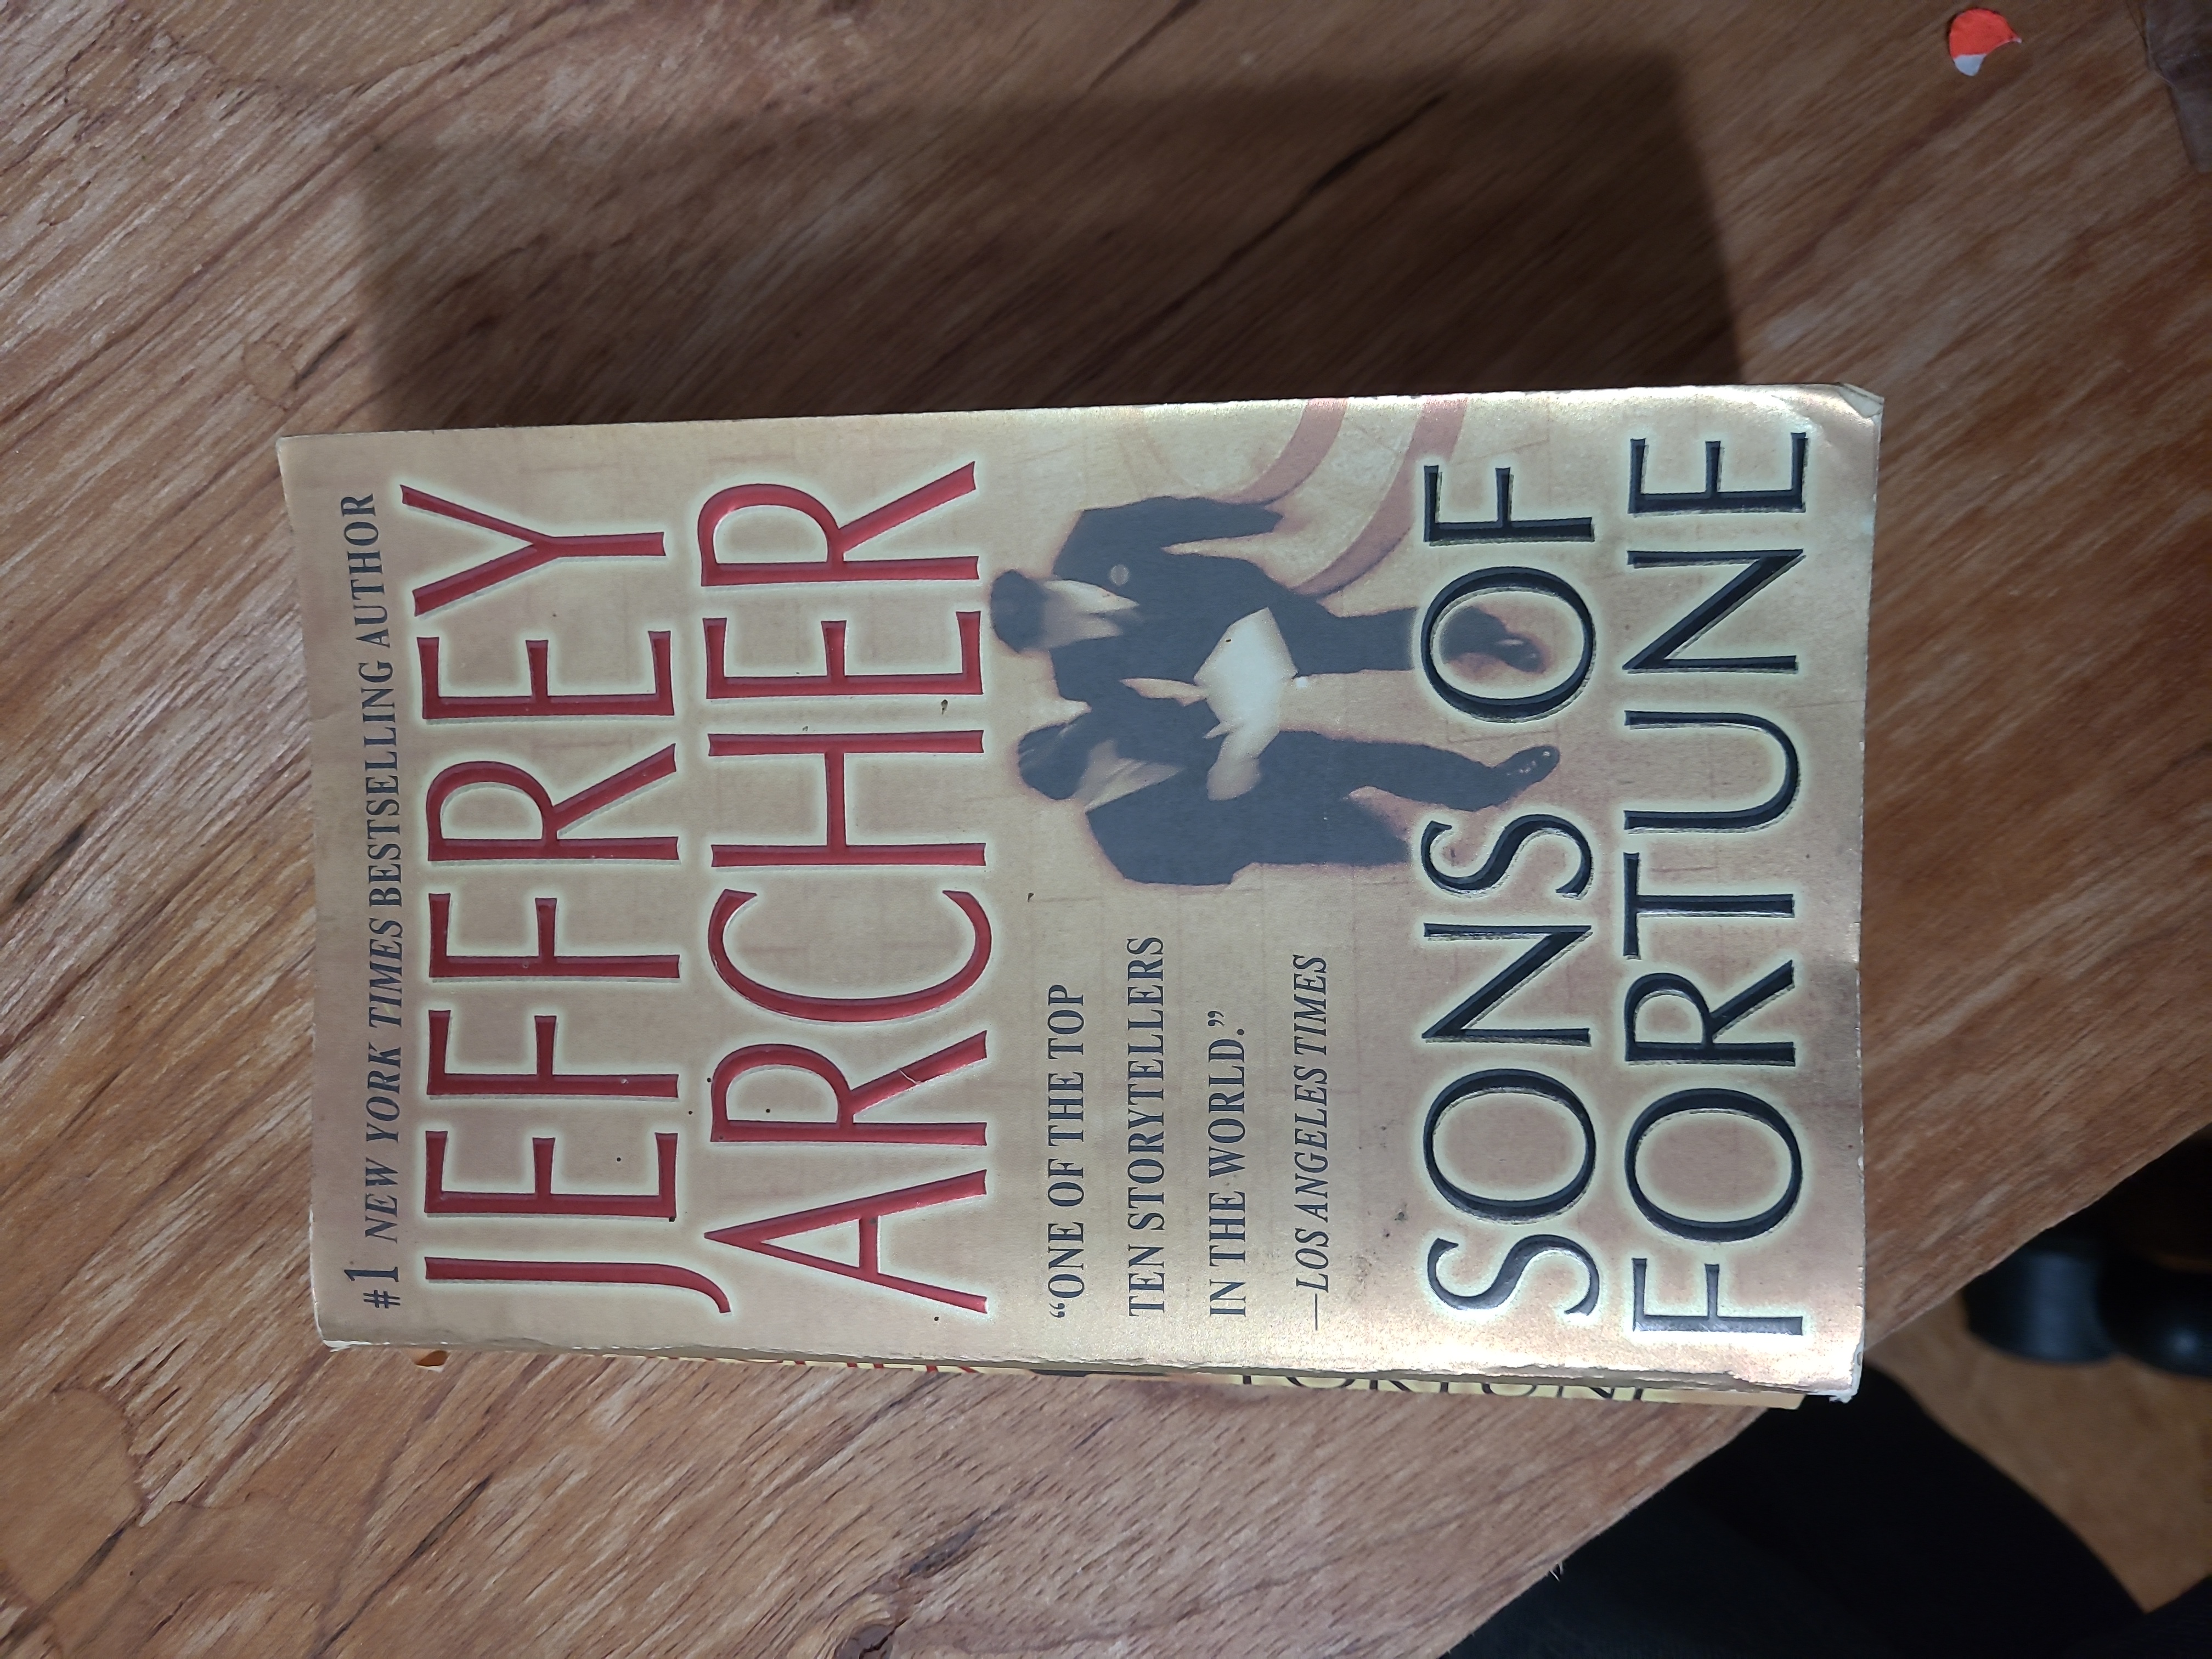 #1 NEW YORK TIMES BESTSELLING AUTHOR
JEFFREY
ARCHER
“ONE OF THE TOP
TEN STORYTELLERS
IN THE WORLD.”
—LOS ANGELES TIMES
SONS OF
FORTUNE